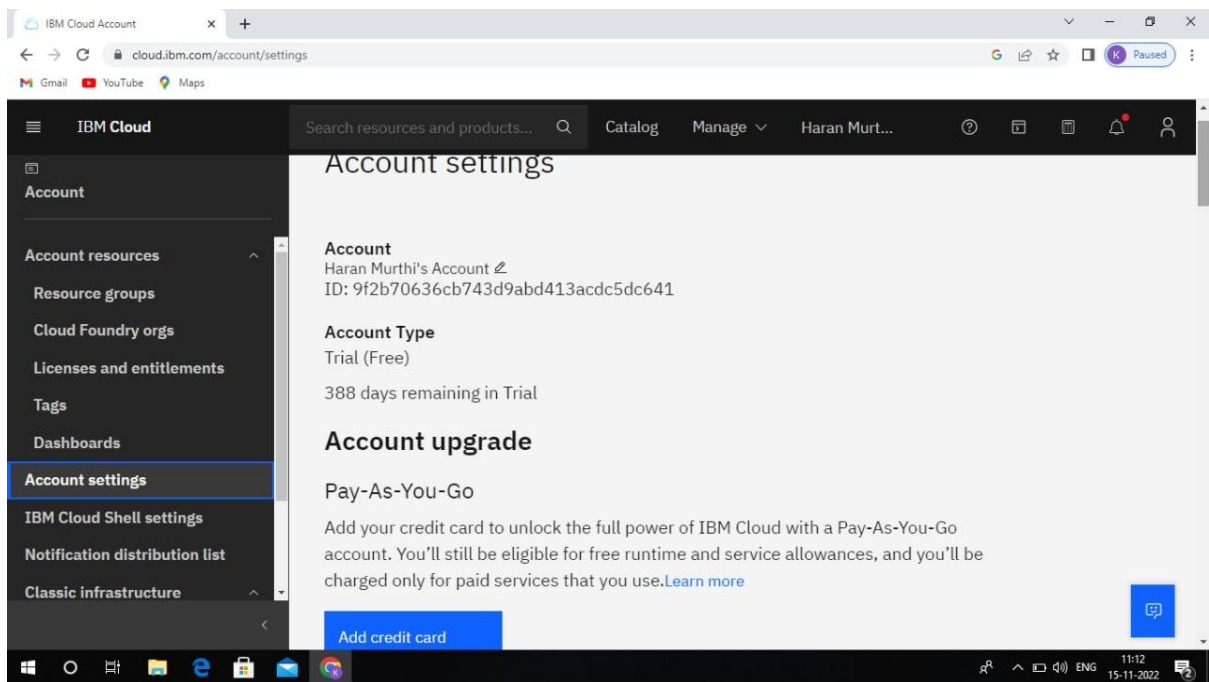 IBM Cloud Account
cloud.ibm.com/account/settings
Paused
Gmail YouTube Maps
IBM Cloud
Search resources and products...
Catalog
Manage
Haran Murt...
Account
Account resources
Resource groups
Cloud Foundry orgs
Licenses and entitlements
Tags
Dashboards
Account settings
IBM Cloud Shell settings
Notification distribution list
Classic infrastructure
Account settings
Account
Haran Murthi's Account
ID: 9f2b70636cb743d9abd413acdc5dc641
Account Type
Trial (Free)
388 days remaining in Trial
Account upgrade
Pay-As-You-Go
Add your credit card to unlock the full power of IBM Cloud with a Pay-As-You-Go
account. You'll still be eligible for free runtime and service allowances, and you'll be
charged only for paid services that you use.Learn more
Add credit card
ENG
11:12
15-11-2022